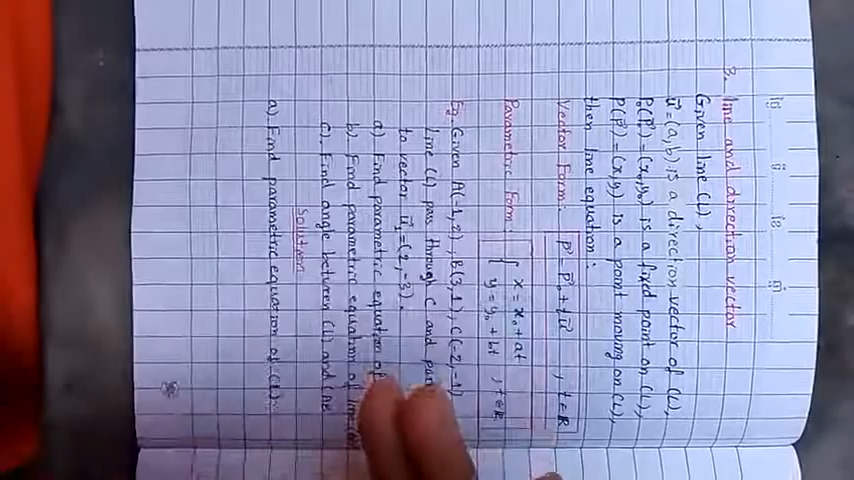 3. line and direction vector
Given line (L),
u⃗ = (a, b) is a direction vector of (L),
P₀(P⃗₀) = (x₀, y₀) is a fixed point on (L),
P(P⃗) = (x, y) is a point moving on (L),
then line equation:
Vector Form: P⃗ = P⃗₀ + tu⃗ , t ∈ ℝ
Parametric Form: { x = x₀ + at
y = y₀ + bt , t ∈ ℝ
Eg. Given A(-1, 2), B(3, 1), C(-2, -1)
line (L) pass through C and
to vector u⃗₁ = (2, -3).
a) Find parametric equation of
b) Find parametric equation of line
c). Find angle between (L) and line
Solution
a) Find parametric equation of (L):